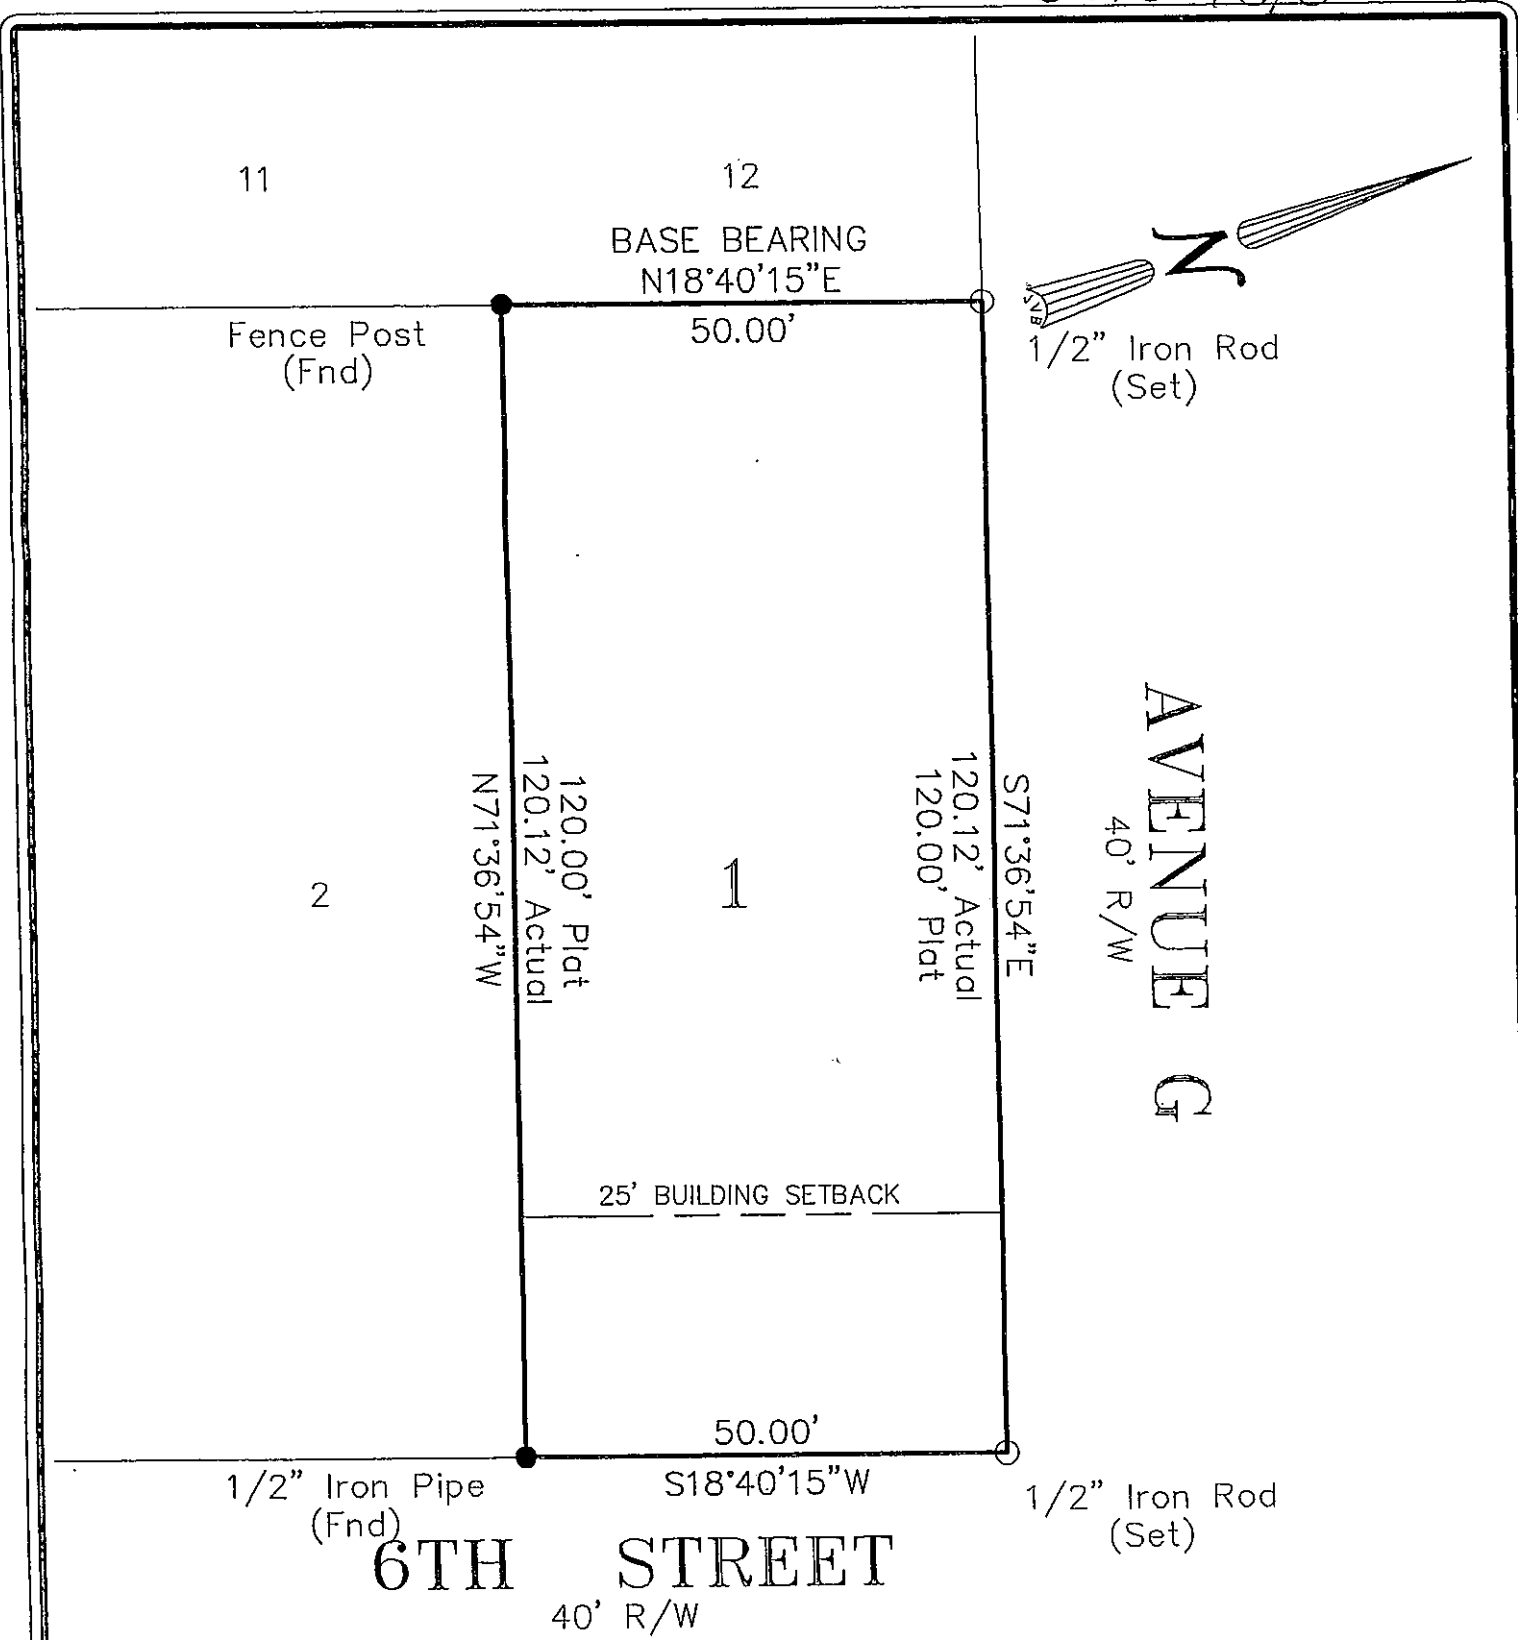 11
12
BASE BEARING
N18°40'15"E
50.00'
N
JVB
Fence Post
(Fnd)
1/2" Iron Rod
(Set)
AVENUE G
40' R/W
S71°36'54"E
120.12' Actual
120.00' Plat
120.00' Plat
120.12' Actual
N71°36'54"W
2
1
25' BUILDING SETBACK
50.00'
S18°40'15"W
1/2" Iron Pipe
(Fnd)
1/2" Iron Rod
(Set)
6TH STREET
40' R/W